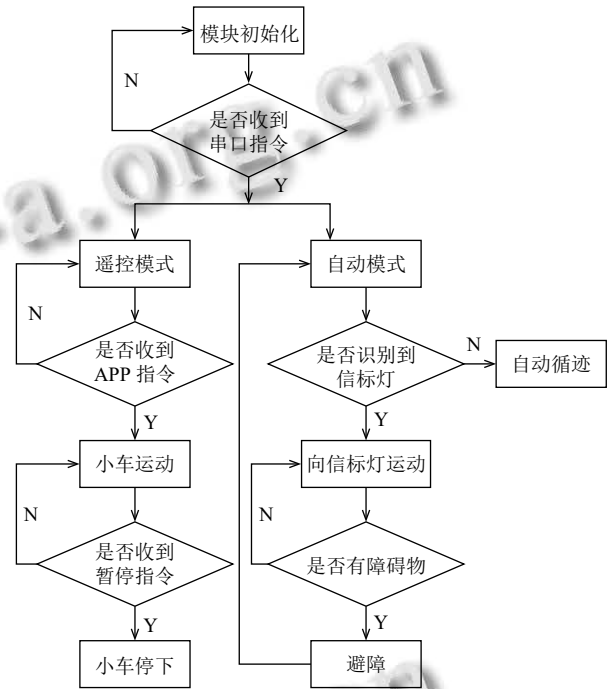 模块初始化
N
是否收到
串口指令
Y
遥控模式
自动模式
N
是否收到
APP 指令
是否识别到
信标灯
N
自动循迹
Y
Y
小车运动
向信标灯运动
N
N
是否收到
暂停指令
是否有障碍物
Y
Y
小车停下
避障
a.org.cn